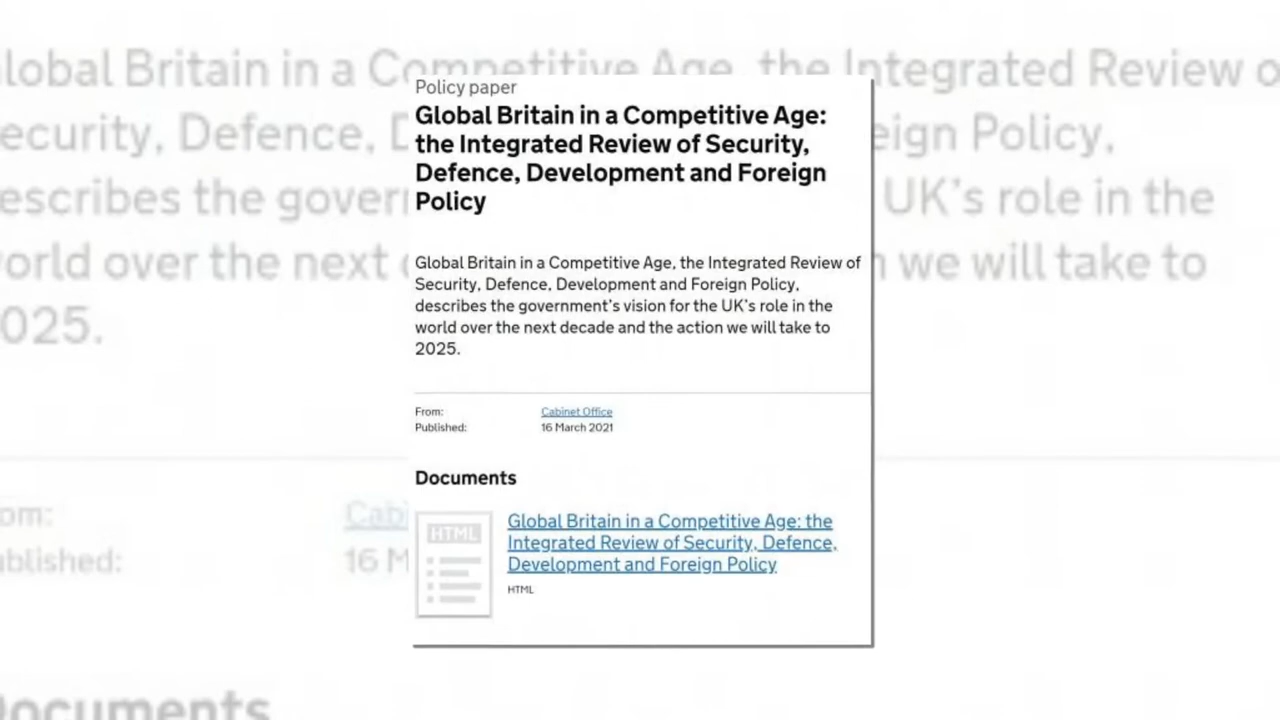 Policy paper
Global Britain in a Competitive Age:
the Integrated Review of Security,
Defence, Development and Foreign
Policy
Global Britain in a Competitive Age, the Integrated Review of
Security, Defence, Development and Foreign Policy,
describes the government's vision for the UK's role in the
world over the next decade and the action we will take to
2025.
From: Cabinet Office
Published: 16 March 2021
Documents
HTML
Global Britain in a Competitive Age: the
Integrated Review of Security, Defence,
Development and Foreign Policy
HTML